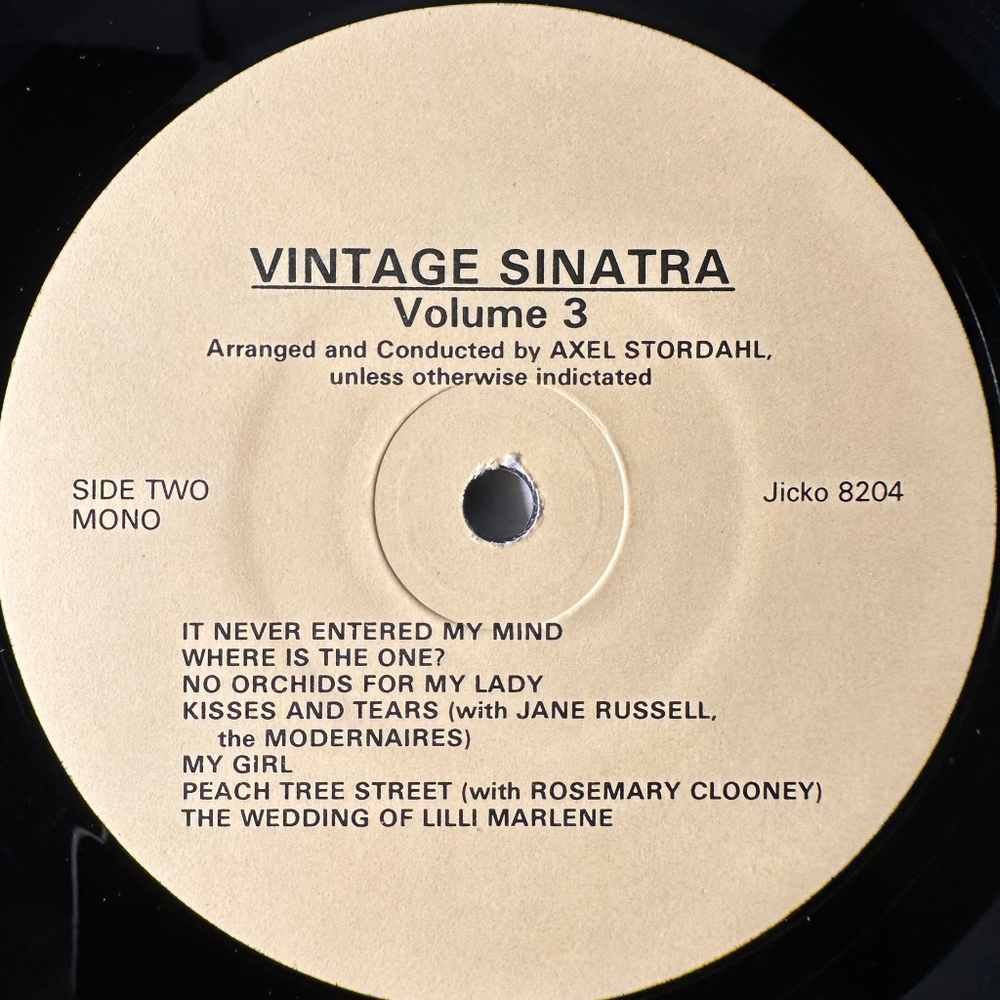 VINTAGE SINATRA
Volume 3
Arranged and Conducted by AXEL STORDAHL,
unless otherwise indictated
SIDE TWO
MONO
Jicko 8204
IT NEVER ENTERED MY MIND
WHERE IS THE ONE?
NO ORCHIDS FOR MY LADY
KISSES AND TEARS (with JANE RUSSELL,
the MODERNAIRES)
MY GIRL
PEACH TREE STREET (with ROSEMARY CLOONEY)
THE WEDDING OF LILLI MARLENE